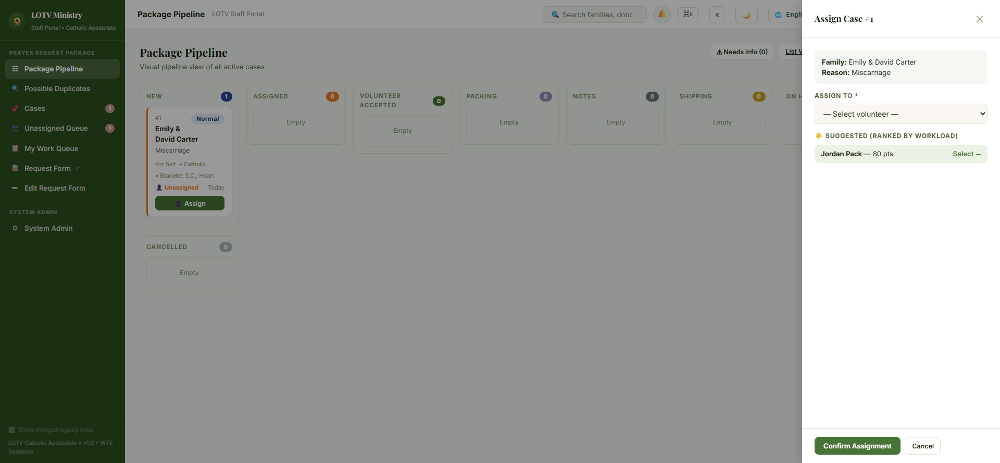 LOTV Ministry
Staff Portal • Catholic Apostolate
PRAYER REQUEST PACKAGE
Package Pipeline
Possible Duplicates
Cases 1
Unassigned Queue 1
My Work Queue
Request Form ↗
Edit Request Form
SYSTEM ADMIN
System Admin
Show merged/legacy links
LOTV Catholic Apostolate • v1.0 • WTE
Solutions
Package Pipeline LOTV Staff Portal
Search families, donc
⌘K
«
Engli
Package Pipeline
Visual pipeline view of all active cases
⚠ Needs info (0)
List V
NEW 1
#1 Normal
Emily &
David Carter
Miscarriage
For Self • Catholic
• Bracelet: E.C., Heart
Unassigned Today
Assign
ASSIGNED 0
Empty
VOLUNTEER
ACCEPTED 0
Empty
PACKING 0
Empty
NOTES 0
Empty
SHIPPING 0
Empty
ON H
CANCELLED 0
Empty
Assign Case #1
Family: Emily & David Carter
Reason: Miscarriage
ASSIGN TO *
— Select volunteer —
SUGGESTED (RANKED BY WORKLOAD)
Jordan Pack — 80 pts Select →
Confirm Assignment
Cancel